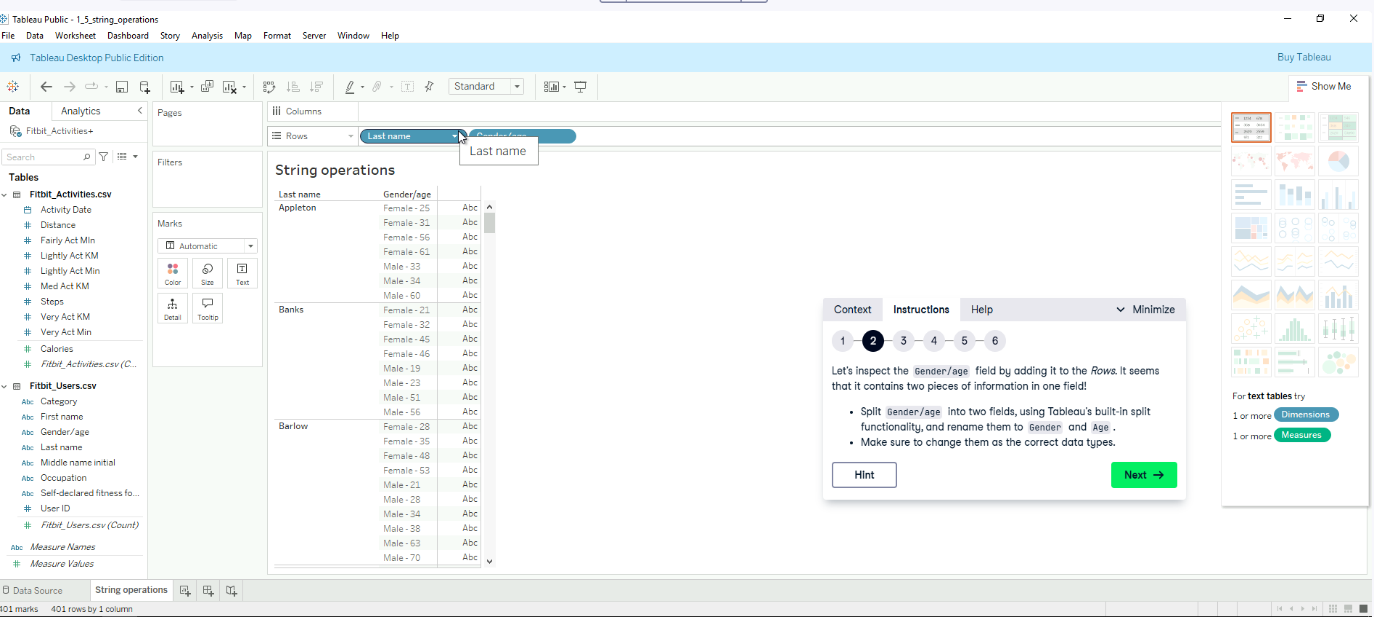 Tableau Public - 1_5_string_operations
File Data Worksheet Dashboard Story Analysis Map Format Server Window Help
Tableau Desktop Public Edition
Buy Tableau
Standard
Show Me
Data
Analytics
Fitbit_Activities+
Search
Tables
Fitbit_Activities.csv
Activity Date
# Distance
# Fairly Act MIn
# Lightly Act KM
# Lightly Act Min
# Med Act KM
# Steps
# Very Act KM
# Very Act Min
# Calories
# Fitbit_Activities.csv (C...
Fitbit_Users.csv
Abc Category
Abc First name
Abc Gender/age
Abc Last name
Abc Middle name initial
Abc Occupation
Abc Self-declared fitness fo...
# User ID
# Fitbit_Users.csv (Count)
Abc Measure Names
# Measure Values
Pages
Filters
Marks
Automatic
Color Size Text
Detail Tooltip
Columns
Rows
Last name
Gender/age
Last name
String operations
Last name Gender/age
Appleton Female - 25 Abc
Female - 31 Abc
Female - 56 Abc
Female - 61 Abc
Male - 33 Abc
Male - 34 Abc
Male - 60 Abc
Banks Female - 21 Abc
Female - 32 Abc
Female - 45 Abc
Female - 46 Abc
Male - 19 Abc
Male - 23 Abc
Male - 51 Abc
Male - 56 Abc
Barlow Female - 28 Abc
Female - 35 Abc
Female - 48 Abc
Female - 53 Abc
Male - 21 Abc
Male - 28 Abc
Male - 34 Abc
Male - 38 Abc
Male - 63 Abc
Male - 70 Abc
Context Instructions Help Minimize
1 2 3 4 5 6
Let's inspect the Gender/age field by adding it to the Rows. It seems
that it contains two pieces of information in one field!
• Split Gender/age into two fields, using Tableau's built-in split
functionality, and rename them to Gender and Age.
• Make sure to change them as the correct data types.
Hint
Next →
For text tables try
1 or more Dimensions
1 or more Measures
Data Source
String operations
401 marks 401 rows by 1 column